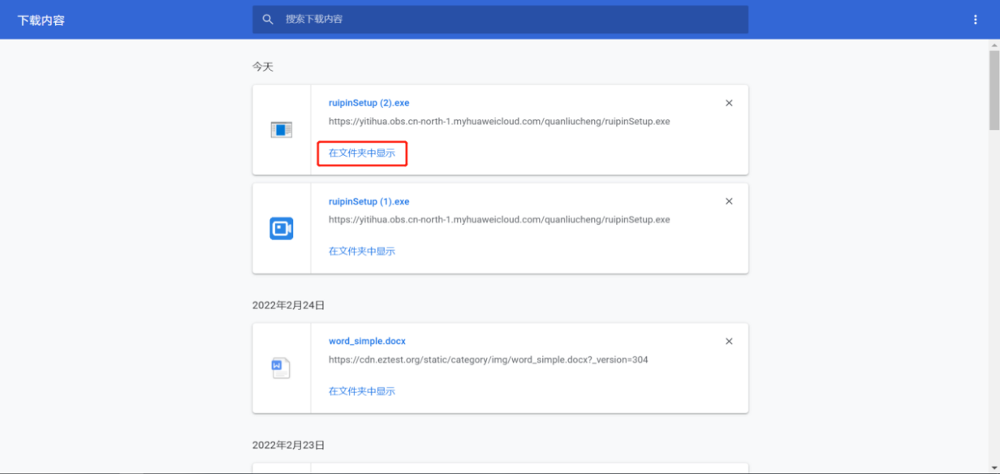 下载内容
搜索下载内容
今天
ruipinSetup (2).exe
https://yitihua.obs.cn-north-1.myhuaweicloud.com/quanliucheng/ruipinSetup.exe
在文件夹中显示
ruipinSetup (1).exe
https://yitihua.obs.cn-north-1.myhuaweicloud.com/quanliucheng/ruipinSetup.exe
在文件夹中显示
2022年2月24日
word_simple.docx
https://cdn.eztest.org/static/category/img/word_simple.docx?_version=304
在文件夹中显示
2022年2月23日